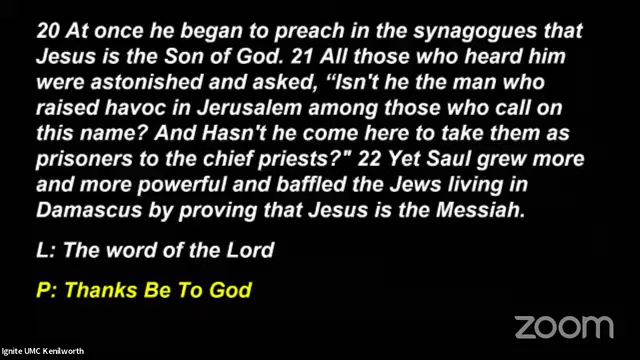 20 At once he began to preach in the synagogues that
Jesus is the Son of God. 21 All those who heard him
were astonished and asked, “Isn't he the man who
raised havoc in Jerusalem among those who call on
this name? And Hasn't he come here to take them as
prisoners to the chief priests?" 22 Yet Saul grew more
and more powerful and baffled the Jews living in
Damascus by proving that Jesus is the Messiah.
L: The word of the Lord
P: Thanks Be To God
zoom
Ignite UMC Kenilworth